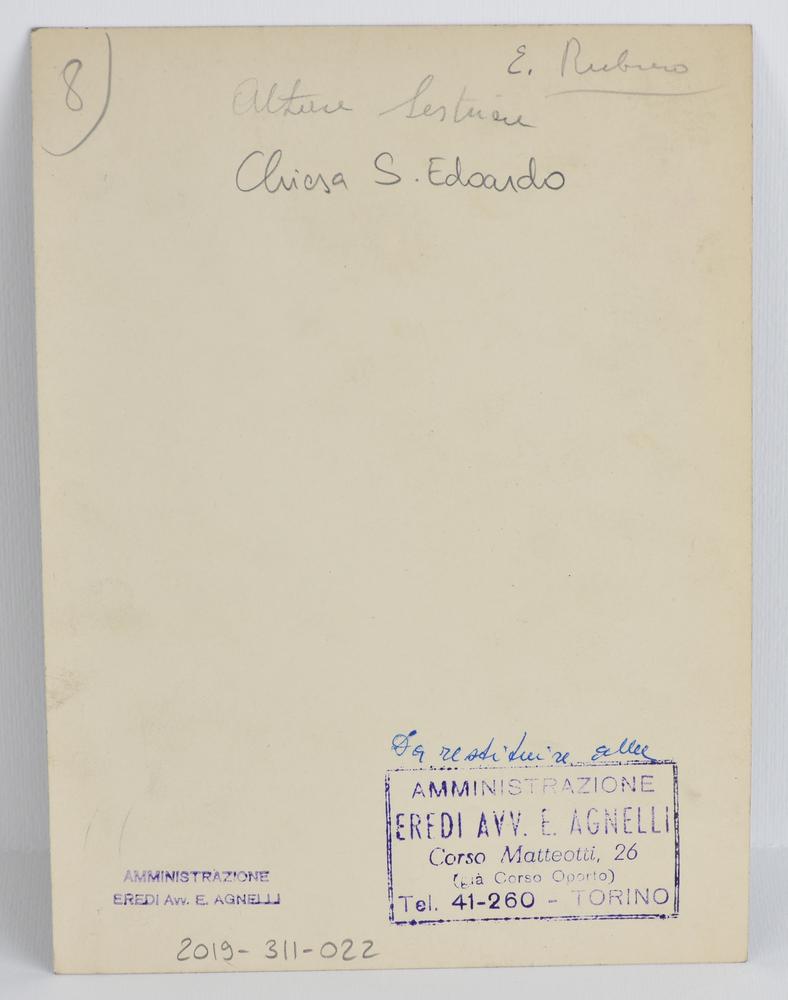 8)
E. Rubino
Altare Sestriere
Chiesa S. Edoardo
Da restituire alla
AMMINISTRAZIONE
EREDI AVV. E. AGNELLI
Corso Matteotti, 26
(già Corso Oporto)
Tel. 41-260 - TORINO
AMMINISTRAZIONE
EREDI Avv. E. AGNELLI
2019-311-022